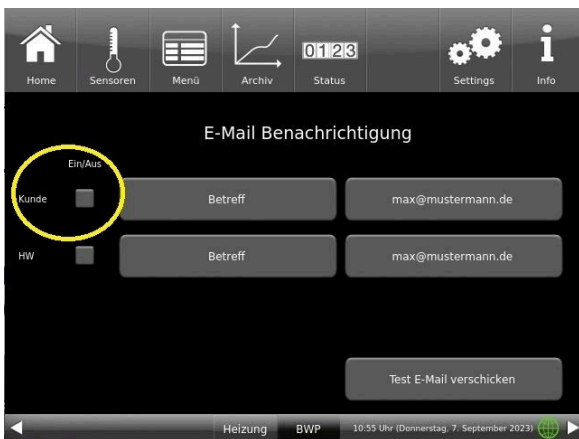 Home Sensoren Menü Archiv 0123 Status Settings i Info
E-Mail Benachrichtigung
Ein/Aus
Kunde Betreff max@mustermann.de
HW Betreff max@mustermann.de
Test E-Mail verschicken
Heizung BWP 10:55 Uhr (Donnerstag, 7. September 2023)